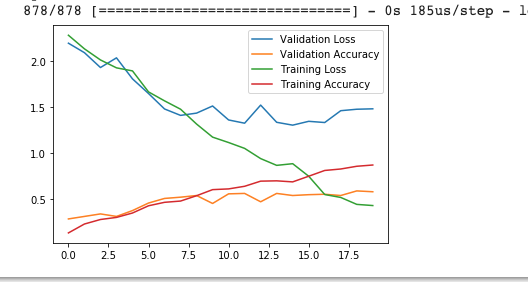 878/878 [==============================] - 0s 185us/step -
Validation Loss
Validation Accuracy
Training Loss
Training Accuracy
2.0
1.5
1.0
0.5
0.0 2.5 5.0 7.5 10.0 12.5 15.0 17.5